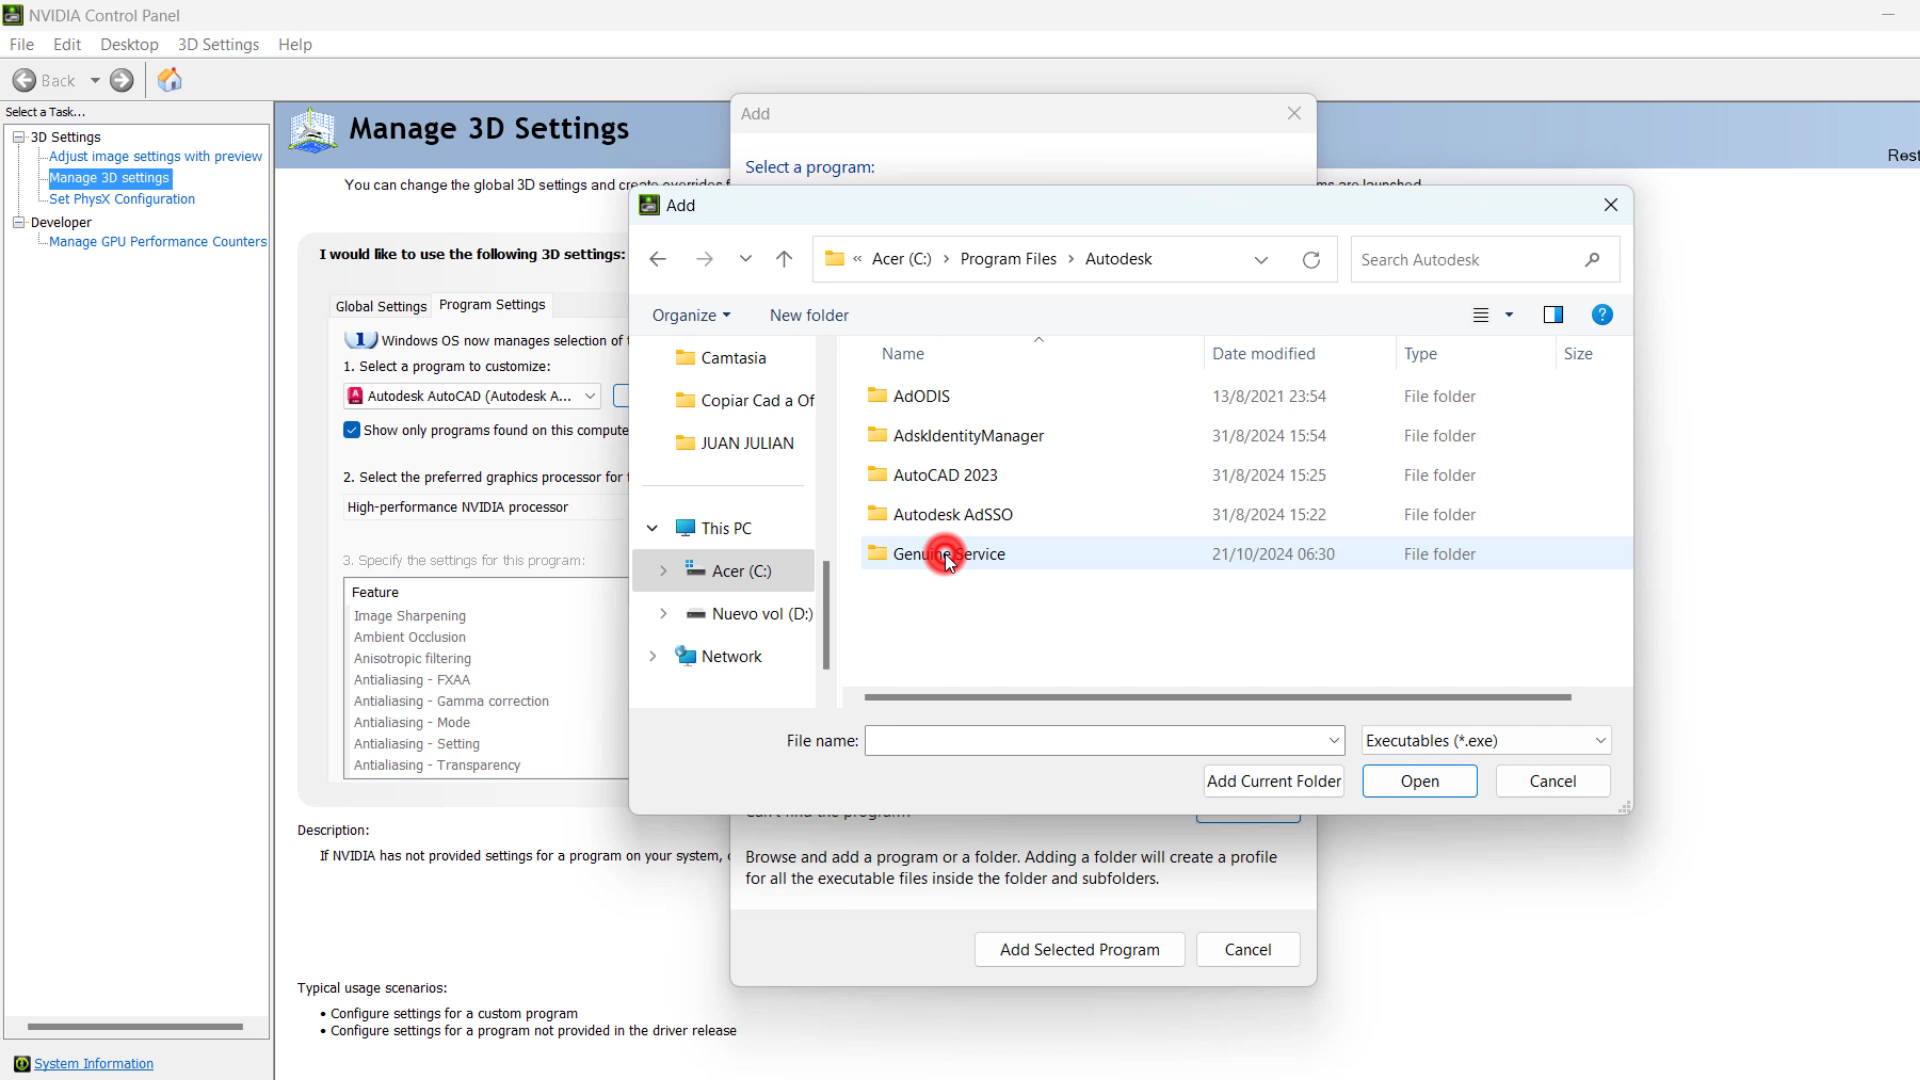 NVIDIA Control Panel
File Edit Desktop 3D Settings Help
Back
Select a Task...
3D Settings
Adjust image settings with preview
Manage 3D settings
Set PhysX Configuration
Developer
Manage GPU Performance Counters
System Information
Manage 3D Settings
Rest
You can change the global 3D settings and create overrides
I would like to use the following 3D settings:
Global Settings Program Settings
Windows OS now manages selection of
1. Select a program to customize:
Autodesk AutoCAD (Autodesk A...
Show only programs found on this compute
2. Select the preferred graphics processor for
High-performance NVIDIA processor
3. Specify the settings for this program:
Feature
Image Sharpening
Ambient Occlusion
Anisotropic filtering
Antialiasing - FXAA
Antialiasing - Gamma correction
Antialiasing - Mode
Antialiasing - Setting
Antialiasing - Transparency
Description:
If NVIDIA has not provided settings for a program on your system,
Typical usage scenarios:
• Configure settings for a custom program
• Configure settings for a program not provided in the driver release
Add
Select a program:
Add
« Acer (C:) › Program Files › Autodesk
Search Autodesk
Organize New folder
Camtasia
Copiar Cad a Of
JUAN JULIAN
This PC
Acer (C:)
Nuevo vol (D:)
Network
Name Date modified Type Size
AdODIS 13/8/2021 23:54 File folder
AdskIdentityManager 31/8/2024 15:54 File folder
AutoCAD 2023 31/8/2024 15:25 File folder
Autodesk AdSSO 31/8/2024 15:22 File folder
Genuine Service 21/10/2024 06:30 File folder
File name: Executables (*.exe)
Add Current Folder Open Cancel
Browse and add a program or a folder. Adding a folder will create a profile
for all the executable files inside the folder and subfolders.
Add Selected Program Cancel